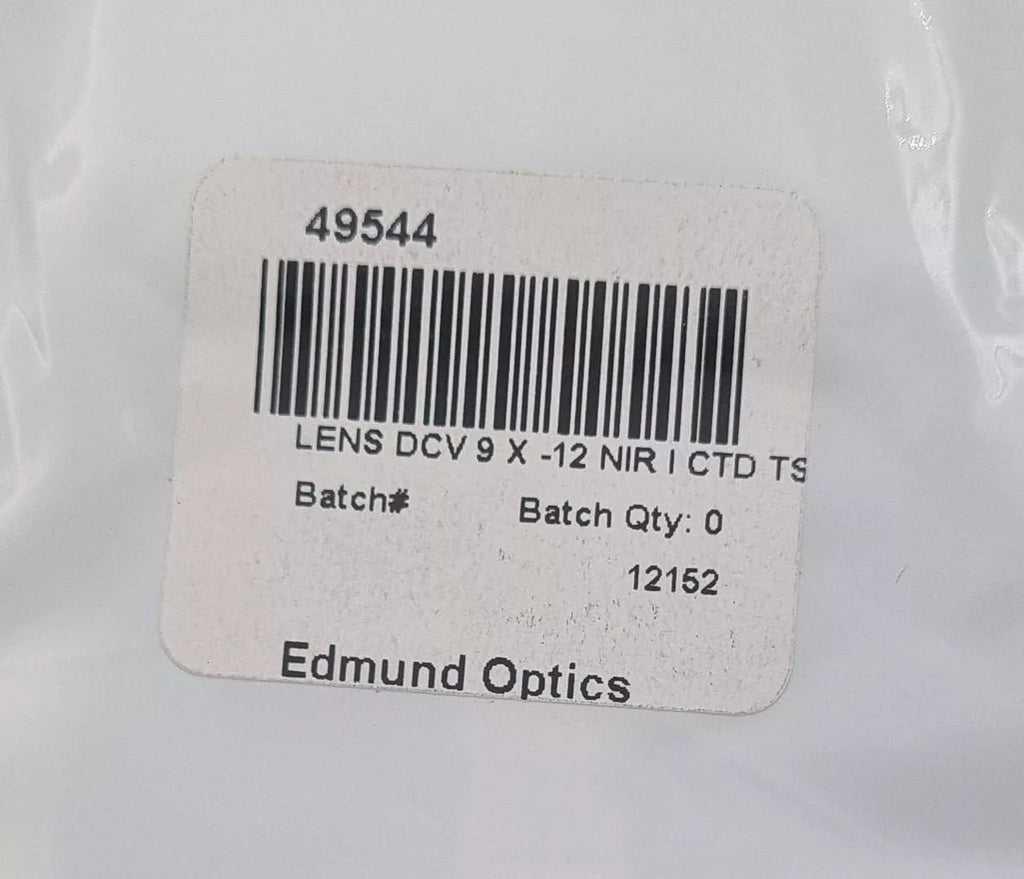 49544
LENS DCV 9 X -12 NIR I CTD TS
Batch# Batch Qty: 0
12152
Edmund Optics